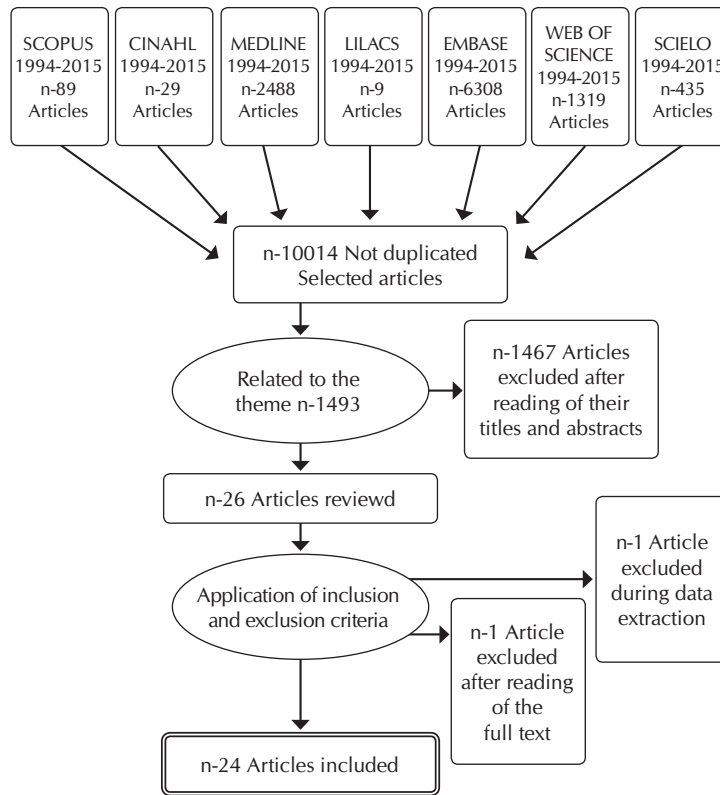 SCOPUS
1994-2015
n-89
Articles
CINAHL
1994-2015
n-29
Articles
MEDLINE
1994-2015
n-2488
Articles
LILACS
1994-2015
n-9
Articles
EMBASE
1994-2015
n-6308
Articles
WEB OF
SCIENCE
1994-2015
n-1319
Articles
SCIELO
1994-2015
n-435
Articles
n-10014 Not duplicated
Selected articles
Related to the
theme n-1493
n-1467 Articles
excluded after
reading of their
titles and abstracts
n-26 Articles reviewd
Application of inclusion
and exclusion criteria
n-1 Article
excluded
during data
extraction
n-1 Article
excluded
after reading
of the
full text
n-24 Articles included